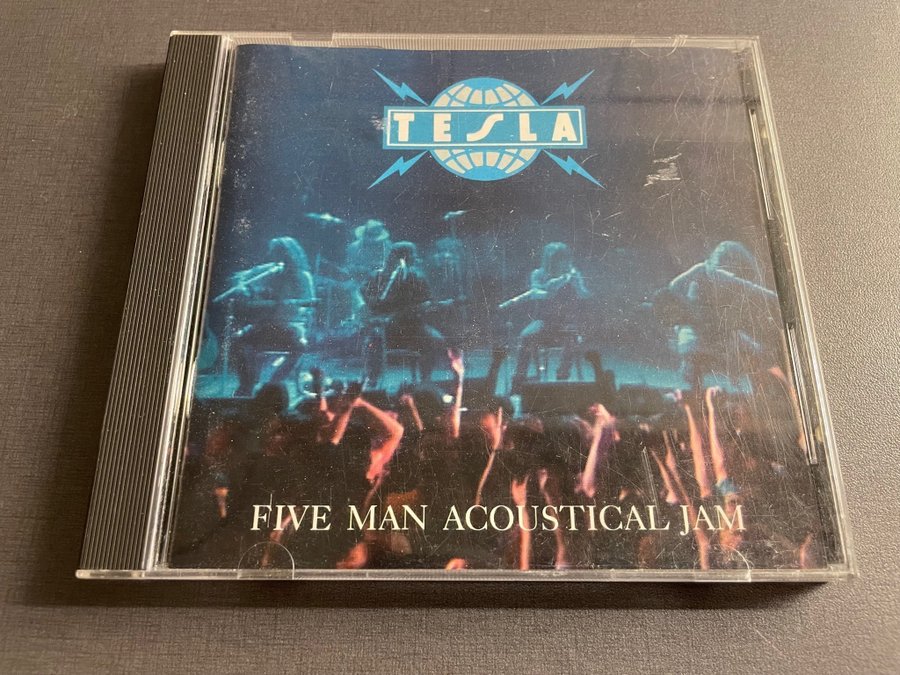 TESLA
FIVE MAN ACOUSTICAL JAM